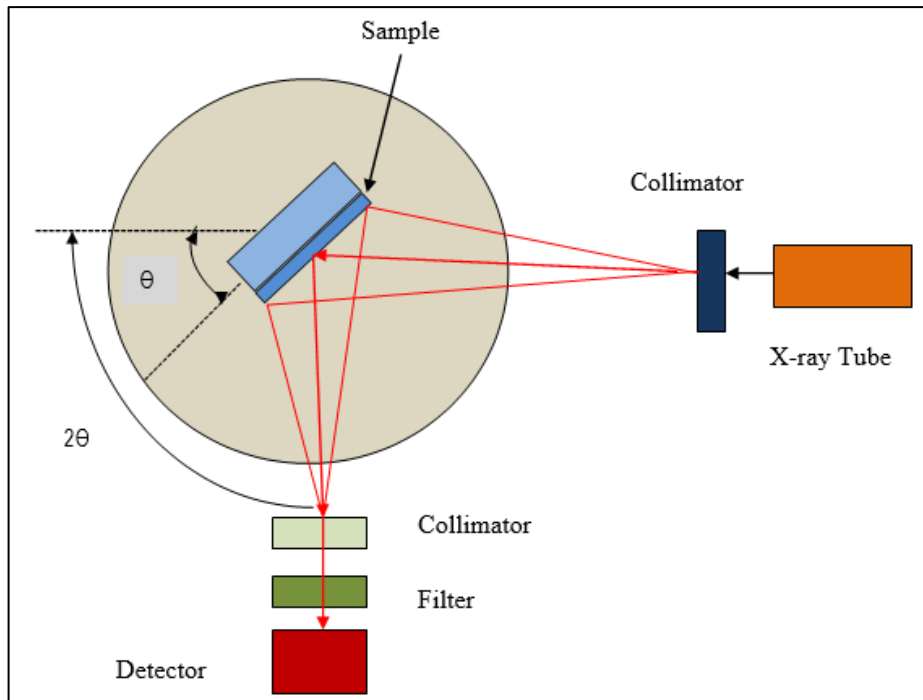 Sample
Collimator
θ
X-ray Tube
2θ
Collimator
Filter
Detector